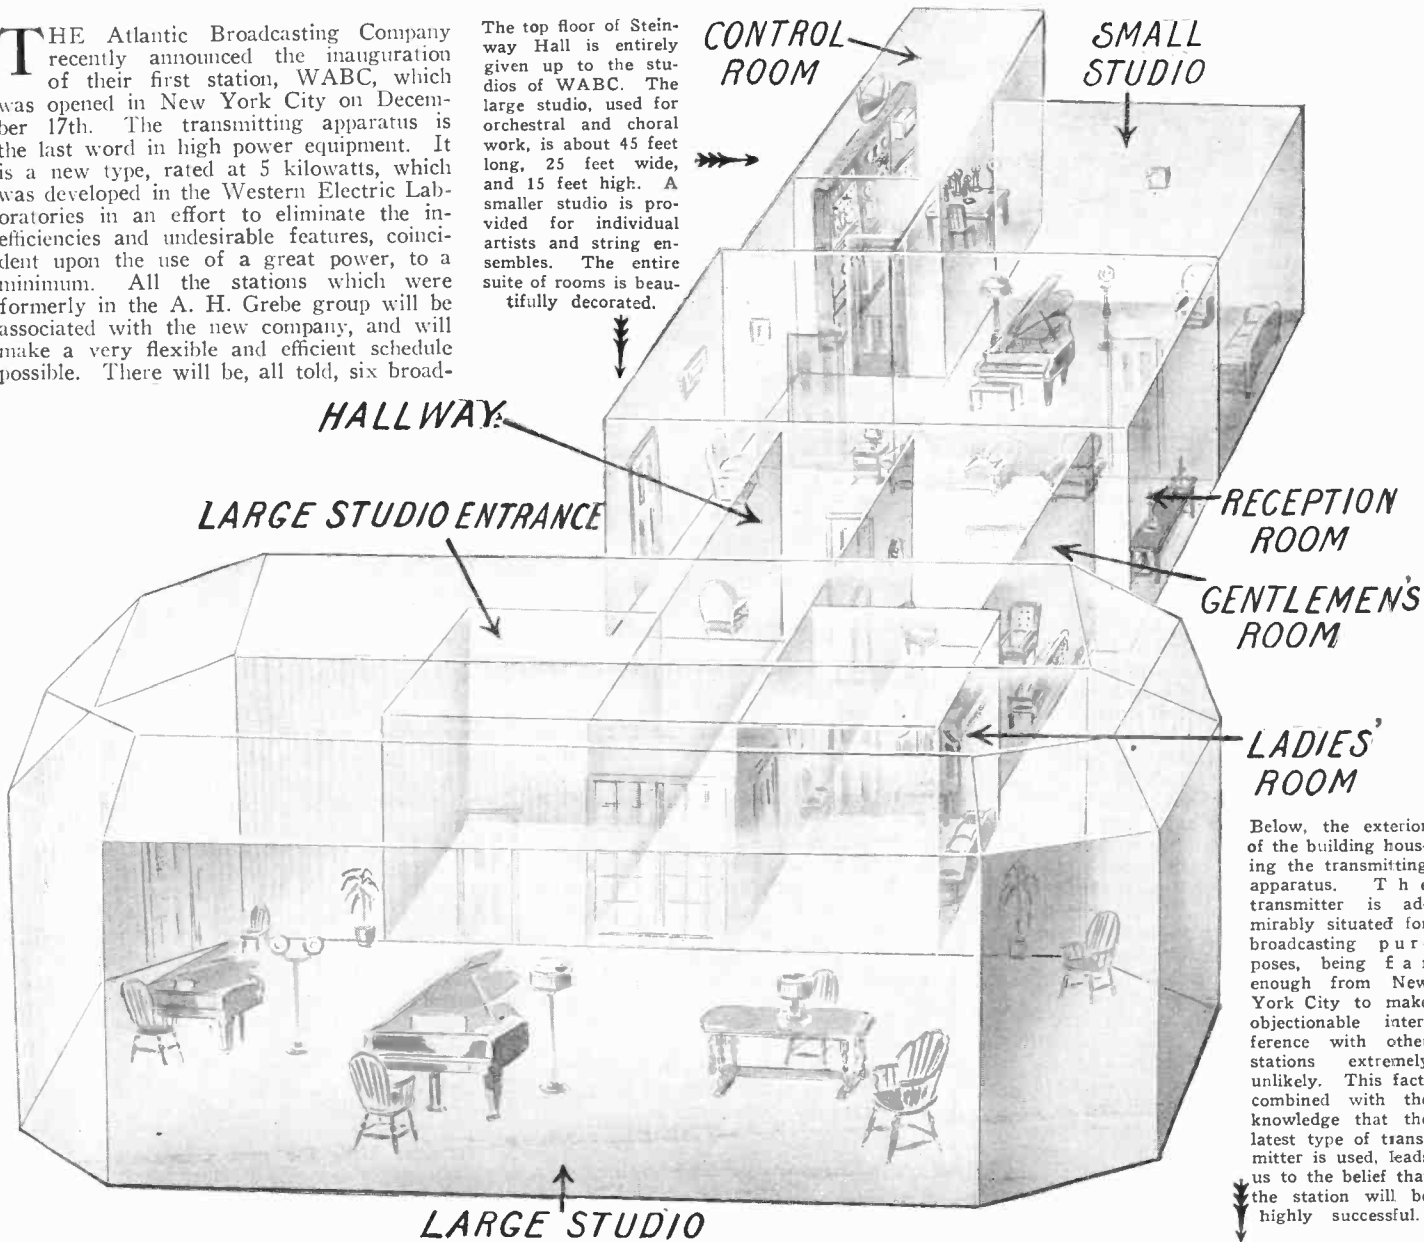 THE Atlantic Broadcasting Company
recently announced the inauguration
of their first station, WABC, which
was opened in New York City on Decem-
ber 17th. The transmitting apparatus is
the last word in high power equipment. It
is a new type, rated at 5 kilowatts, which
was developed in the Western Electric Lab-
oratories in an effort to eliminate the in-
efficiencies and undesirable features, coinci-
dent upon the use of a great power, to a
minimum. All the stations which were
formerly in the A. H. Grebe group will be
associated with the new company, and will
make a very flexible and efficient schedule
possible. There will be, all told, six broad-
The top floor of Stein-
way Hall is entirely
given up to the stu-
dios of WABC. The
large studio, used for
orchestral and choral
work, is about 45 feet
long, 25 feet wide,
and 15 feet high. A
smaller studio is pro-
vided for individual
artists and string en-
sembles. The entire
suite of rooms is beau-
tifully decorated.
CONTROL
ROOM
SMALL
STUDIO
HALLWAY
LARGE STUDIO ENTRANCE
RECEPTION
ROOM
GENTLEMEN'S
ROOM
LADIES'
ROOM
Below, the exterior
of the building hous-
ing the transmitting
apparatus. The
transmitter is ad-
mirably situated for
broadcasting pur-
poses, being far
enough from New
York City to make
objectionable inter-
ference with other
stations extremely
unlikely. This fact,
combined with the
knowledge that the
latest type of trans-
mitter is used, leads
us to the belief that
the station will be
highly successful.
LARGE STUDIO